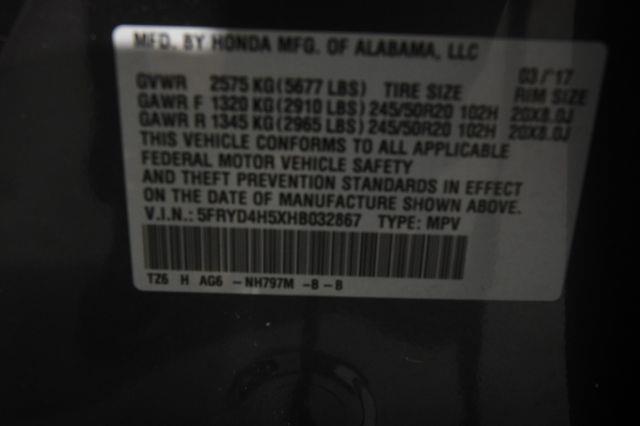 MFD. BY HONDA MFG. OF ALABAMA, LLC 03/'17
GVWR 2575 KG(5677 LBS) TIRE SIZE RIM SIZE
GAWR F 1320 KG(2910 LBS) 245/50R20 102H 20X8.0J
GAWR R 1345 KG(2965 LBS) 245/50R20 102H 20X8.0J
THIS VEHICLE CONFORMS TO ALL APPLICABLE
FEDERAL MOTOR VEHICLE SAFETY
AND THEFT PREVENTION STANDARDS IN EFFECT
ON THE DATE OF MANUFACTURE SHOWN ABOVE.
V.I.N.: 5FRYD4H5XHB032867 TYPE: MPV
TZ6 H AG6 -NH797M -B-B